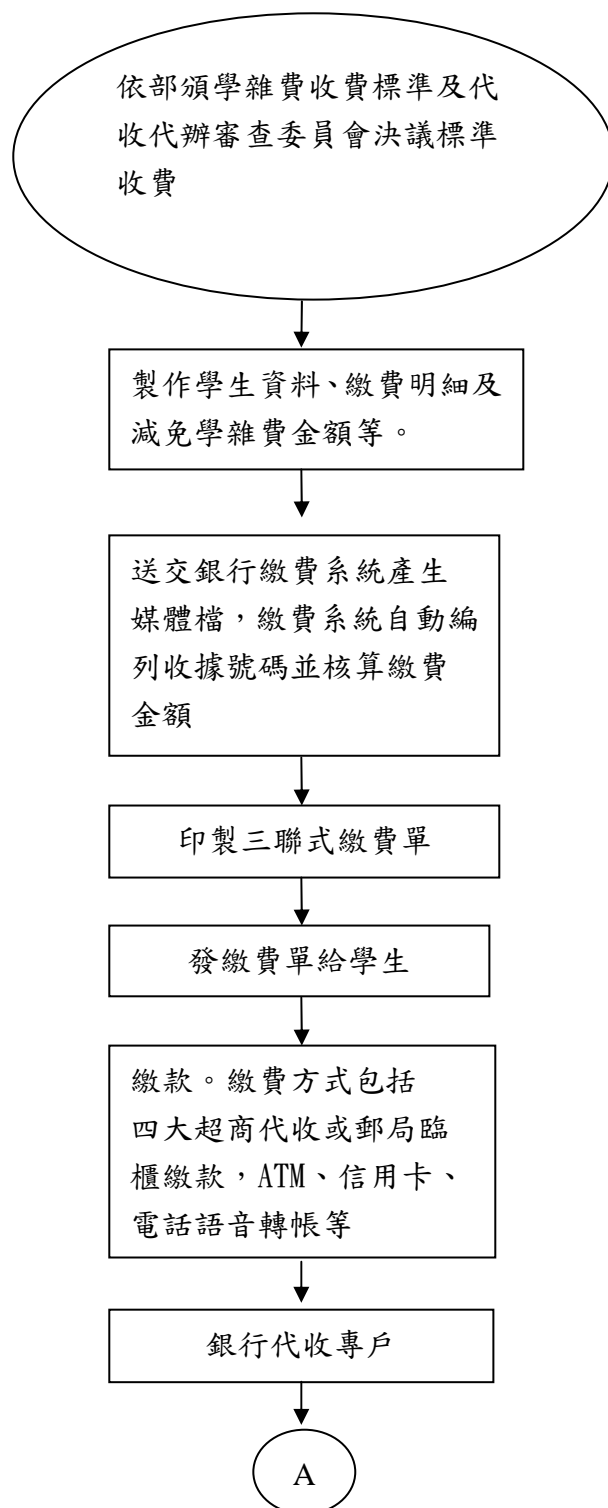 依部頒學雜費收費標準及代
收代辦審查委員會決議標準
收費
製作學生資料、繳費明細及
減免學雜費金額等。
送交銀行繳費系統產生
媒體檔，繳費系統自動編
列收據號碼並核算繳費
金額
印製三聯式繳費單
發繳費單給學生
繳款。繳費方式包括
四大超商代收或郵局臨
櫃繳款，ATM、信用卡、
電話語音轉帳等
銀行代收專戶
A